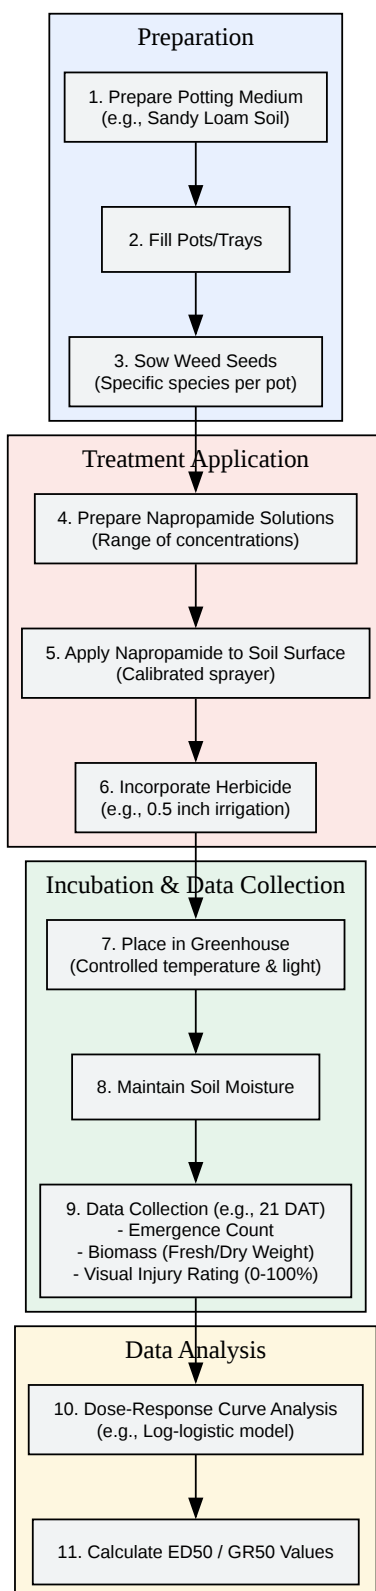 Preparation
1. Prepare Potting Medium
(e.g., Sandy Loam Soil)
2. Fill Pots/Trays
3. Sow Weed Seeds
(Specific species per pot)
Treatment Application
4. Prepare Napropamide Solutions
(Range of concentrations)
5. Apply Napropamide to Soil Surface
(Calibrated sprayer)
6. Incorporate Herbicide
(e.g., 0.5 inch irrigation)
Incubation & Data Collection
7. Place in Greenhouse
(Controlled temperature & light)
8. Maintain Soil Moisture
9. Data Collection (e.g., 21 DAT)
- Emergence Count
- Biomass (Fresh/Dry Weight)
- Visual Injury Rating (0-100%)
Data Analysis
10. Dose-Response Curve Analysis
(e.g., Log-logistic model)
11. Calculate ED50 / GR50 Values